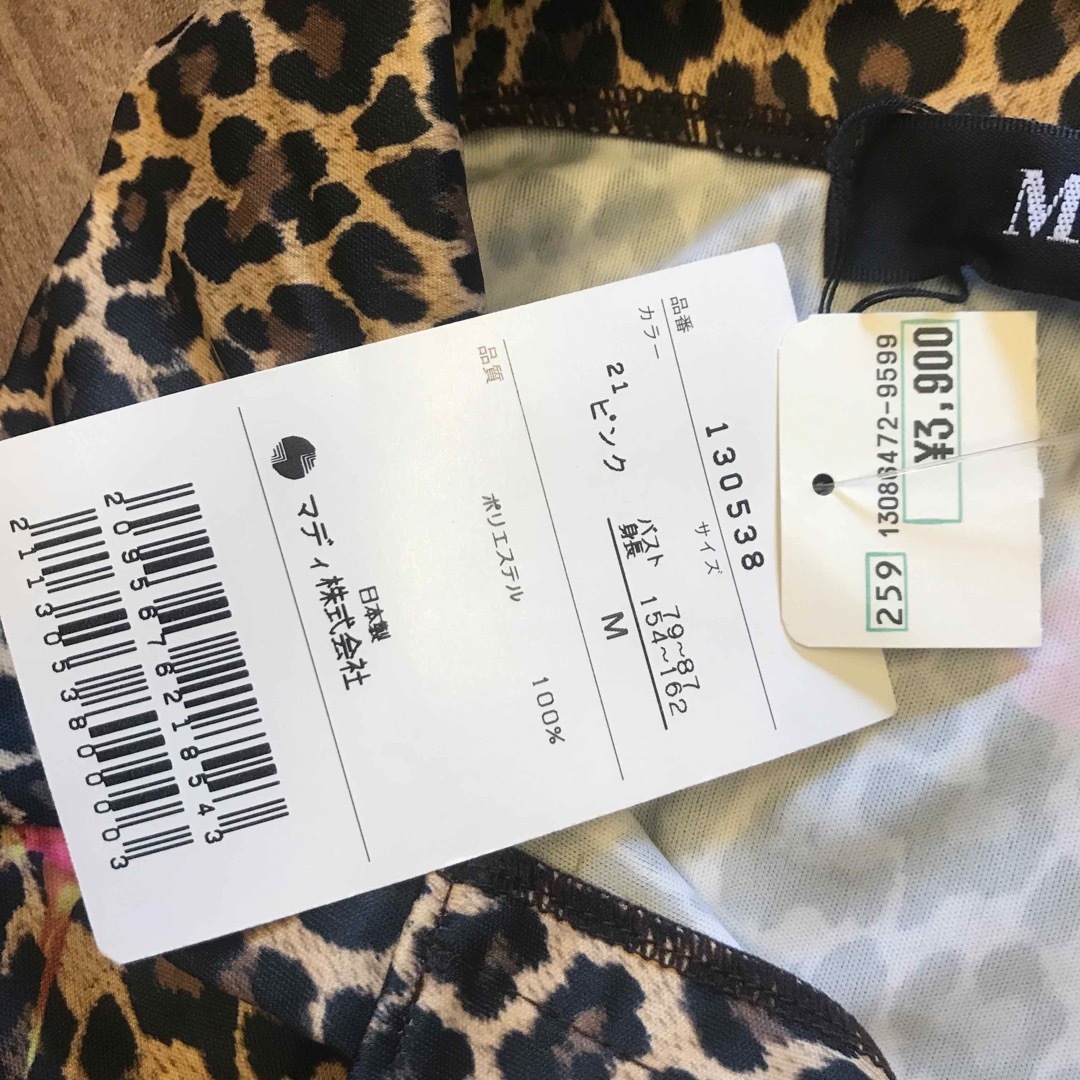 品番 130538
カラー サイズ
21 ピンク バスト 79~87
身長 154~162
M
品質
ポリエステル 100%
日本製
マディ株式会社
2095876218543
2113053800003
¥3,900
13086472-9599
259
M